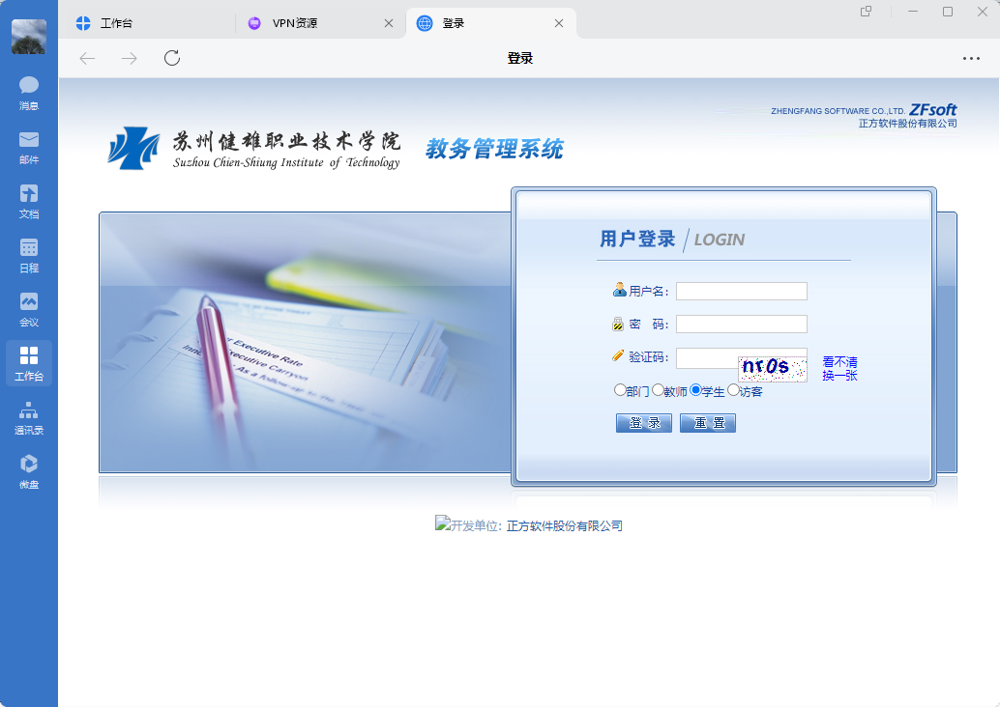 工作台
VPN资源
登录
登录
消息
邮件
文档
日程
会议
工作台
通讯录
微盘
ZHENGFANG SOFTWARE CO.,LTD. ZFsoft
正方软件股份有限公司
苏州健雄职业技术学院
Suzhou Chien-Shiung Institute of Technology
教务管理系统
用户登录 LOGIN
用户名:
密 码:
验证码:
nr0s
看不清
换一张
部门 教师 学生 访客
登 录 重 置
Executive Rate
Executive Carryon
As a follow-up to the
开发单位: 正方软件股份有限公司